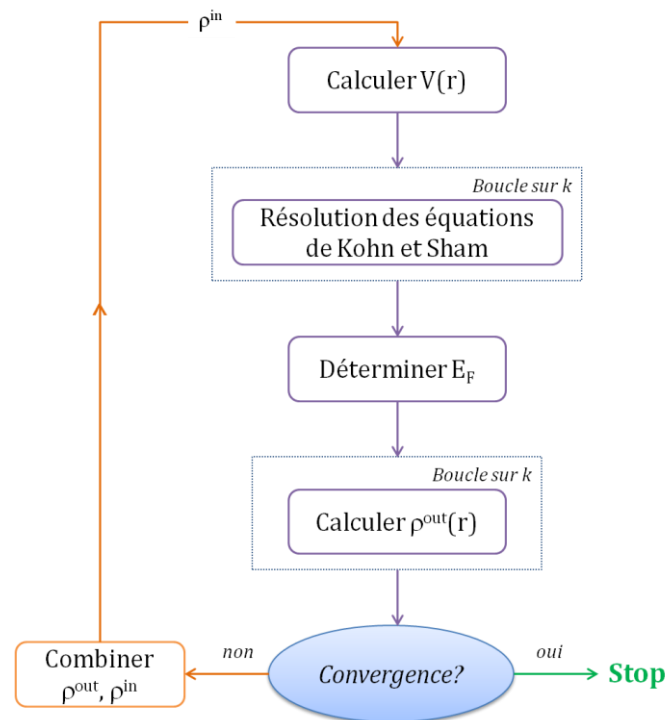 ρⁱⁿ
Calculer V(r)
Boucle sur k
Résolution des équations
de Kohn et Sham
Déterminer E_F
Boucle sur k
Calculer ρᵒᵘᵗ(r)
Combiner
ρᵒᵘᵗ, ρⁱⁿ
non
Convergence?
oui
Stop